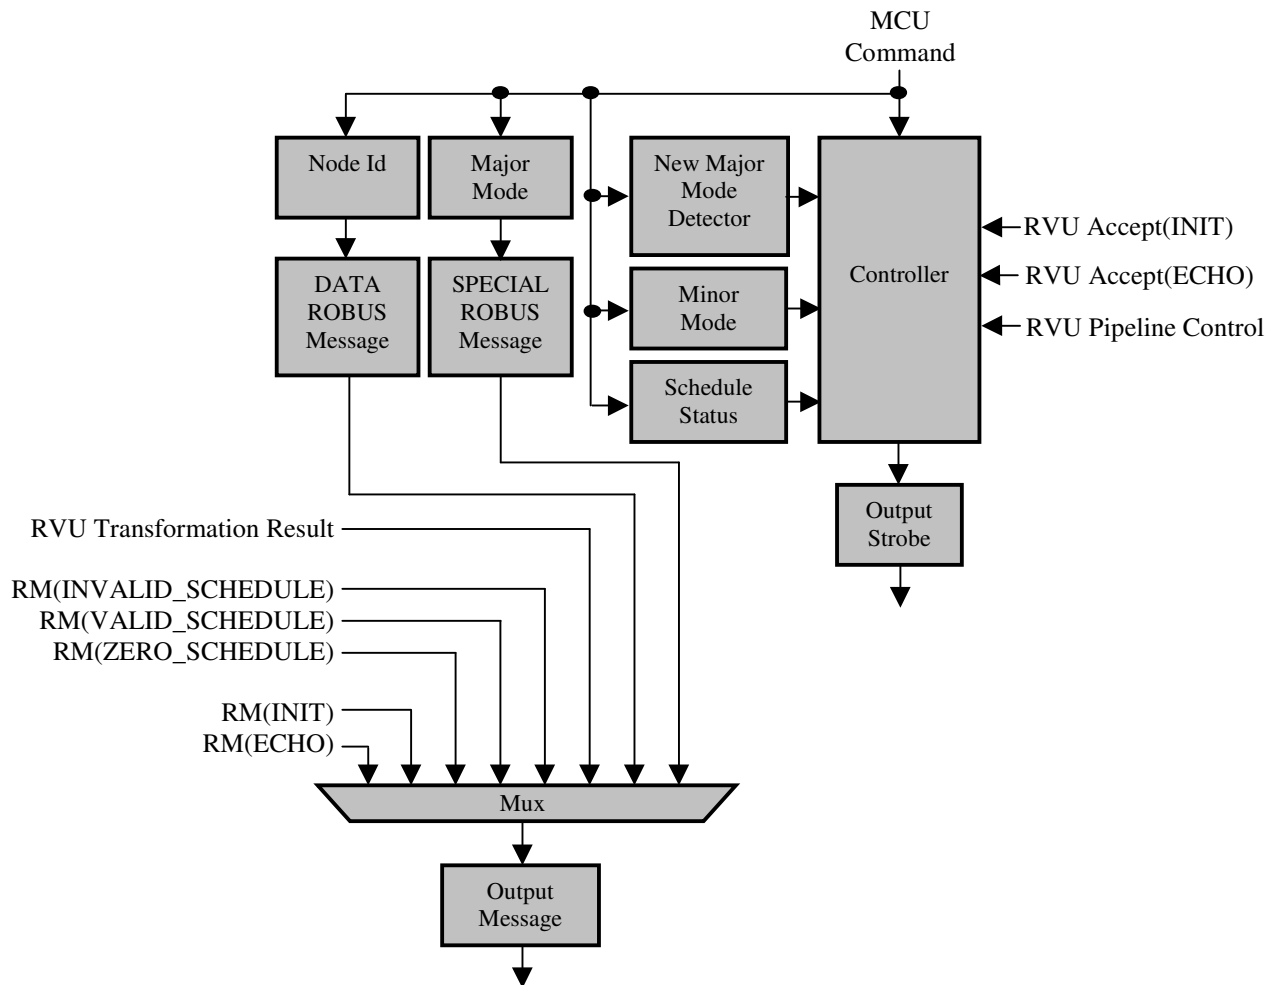 MCU
Command
Node Id
Major
Mode
New Major
Mode
Detector
Controller
RVU Accept(INIT)
RVU Accept(ECHO)
RVU Pipeline Control
DATA
ROBUS
Message
SPECIAL
ROBUS
Message
Minor
Mode
Schedule
Status
Output
Strobe
RVU Transformation Result
RM(INVALID_SCHEDULE)
RM(VALID_SCHEDULE)
RM(ZERO_SCHEDULE)
RM(INIT)
RM(ECHO)
Mux
Output
Message